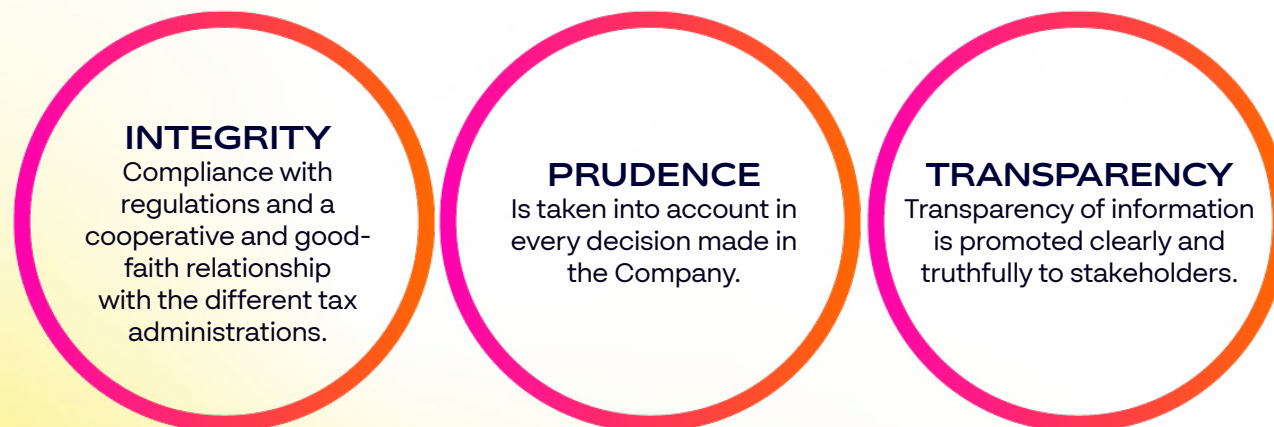 INTEGRITY
Compliance with
regulations and a
cooperative and good-
faith relationship
with the different tax
administrations.
PRUDENCE
Is taken into account in
every decision made in
the Company.
TRANSPARENCY
Transparency of information
is promoted clearly and
truthfully to stakeholders.